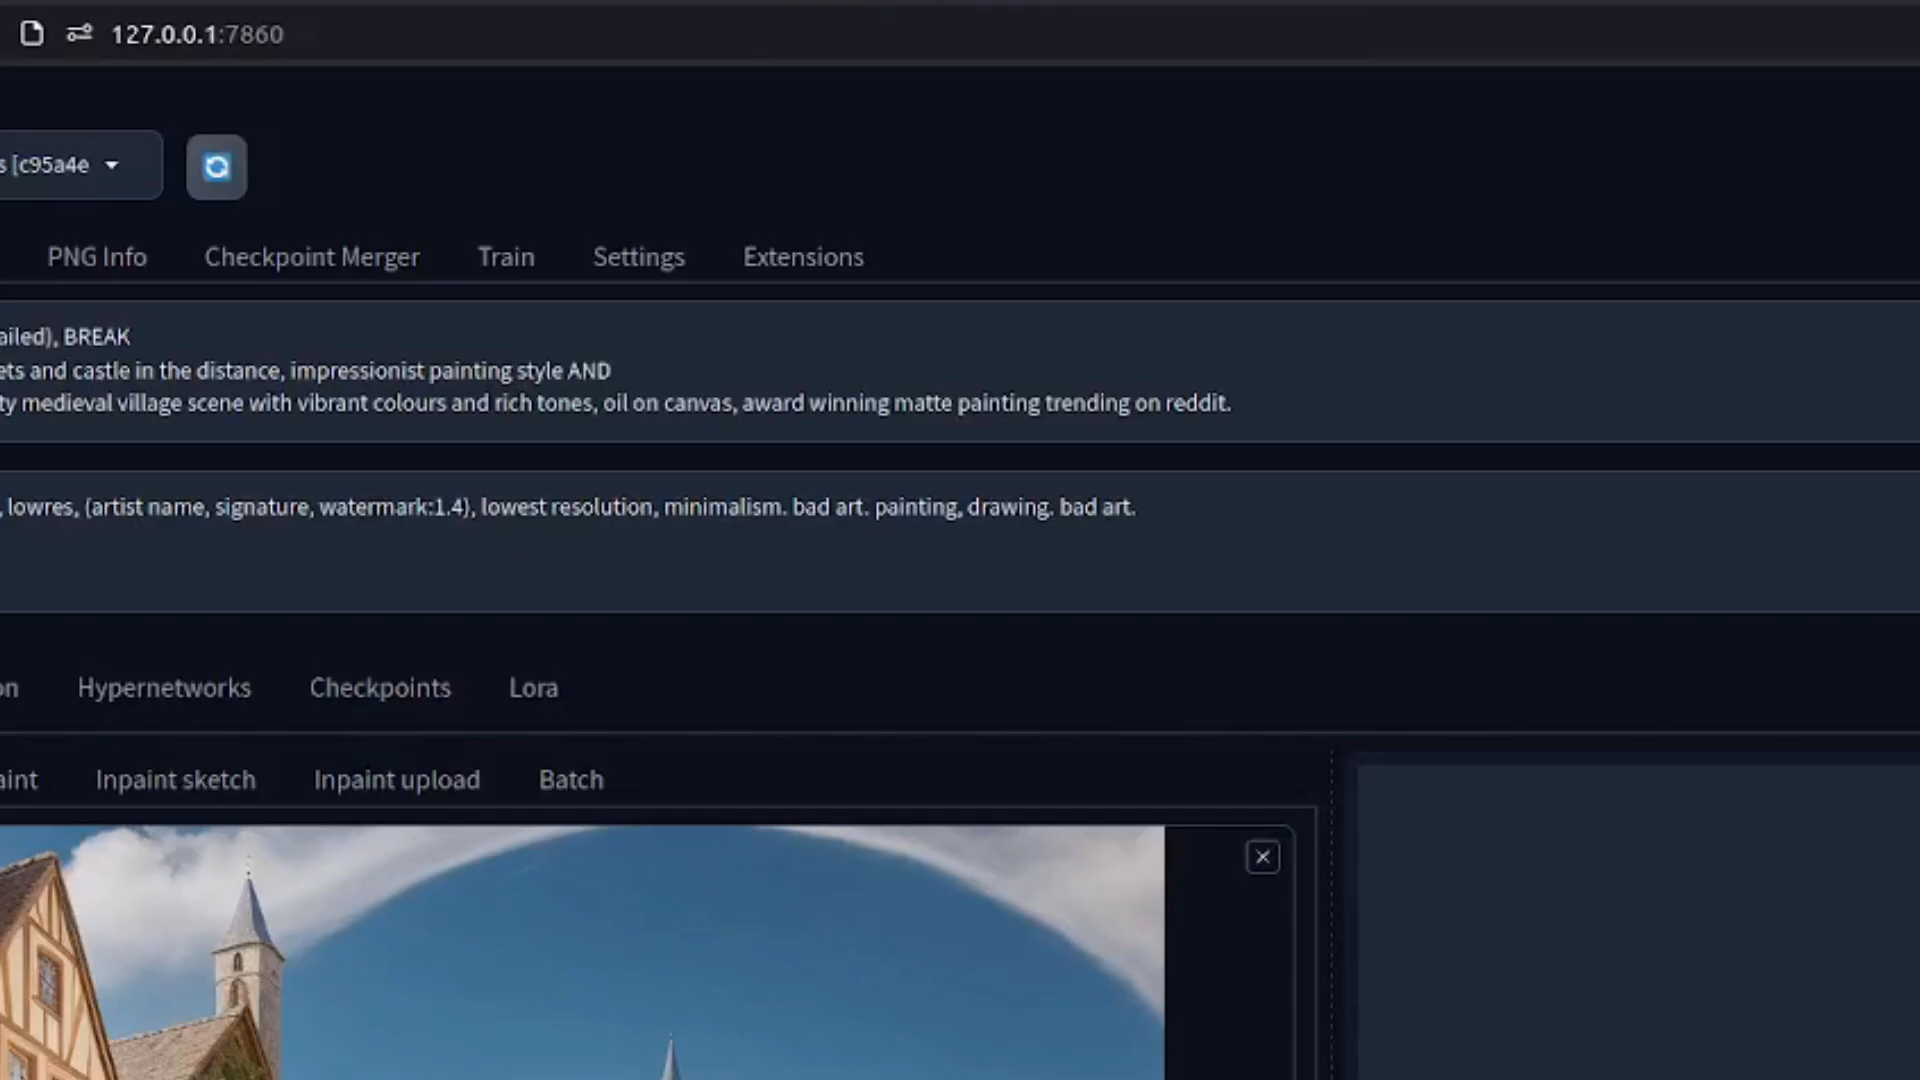 127.0.0.1:7860
s [c95a4e
PNG Info Checkpoint Merger Train Settings Extensions
ailed), BREAK
ets and castle in the distance, impressionist painting style AND
ty medieval village scene with vibrant colours and rich tones, oil on canvas, award winning matte painting trending on reddit.
, lowres, (artist name, signature, watermark:1.4), lowest resolution, minimalism. bad art. painting, drawing. bad art.
on Hypernetworks Checkpoints Lora
aint Inpaint sketch Inpaint upload Batch